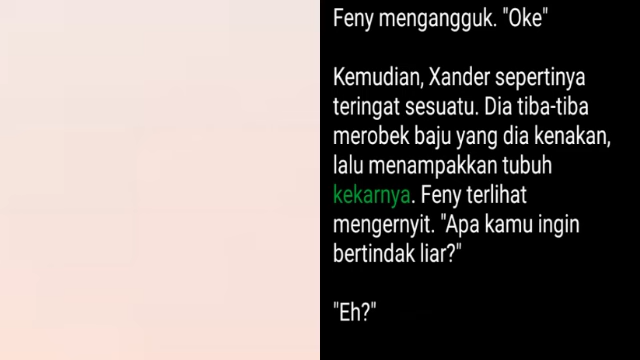 Feny mengangguk. "Oke"
Kemudian, Xander sepertinya
teringat sesuatu. Dia tiba-tiba
merobek baju yang dia kenakan,
lalu menampakkan tubuh
kekarnya. Feny terlihat
mengernyit. "Apa kamu ingin
bertindak liar?"
"Eh?"